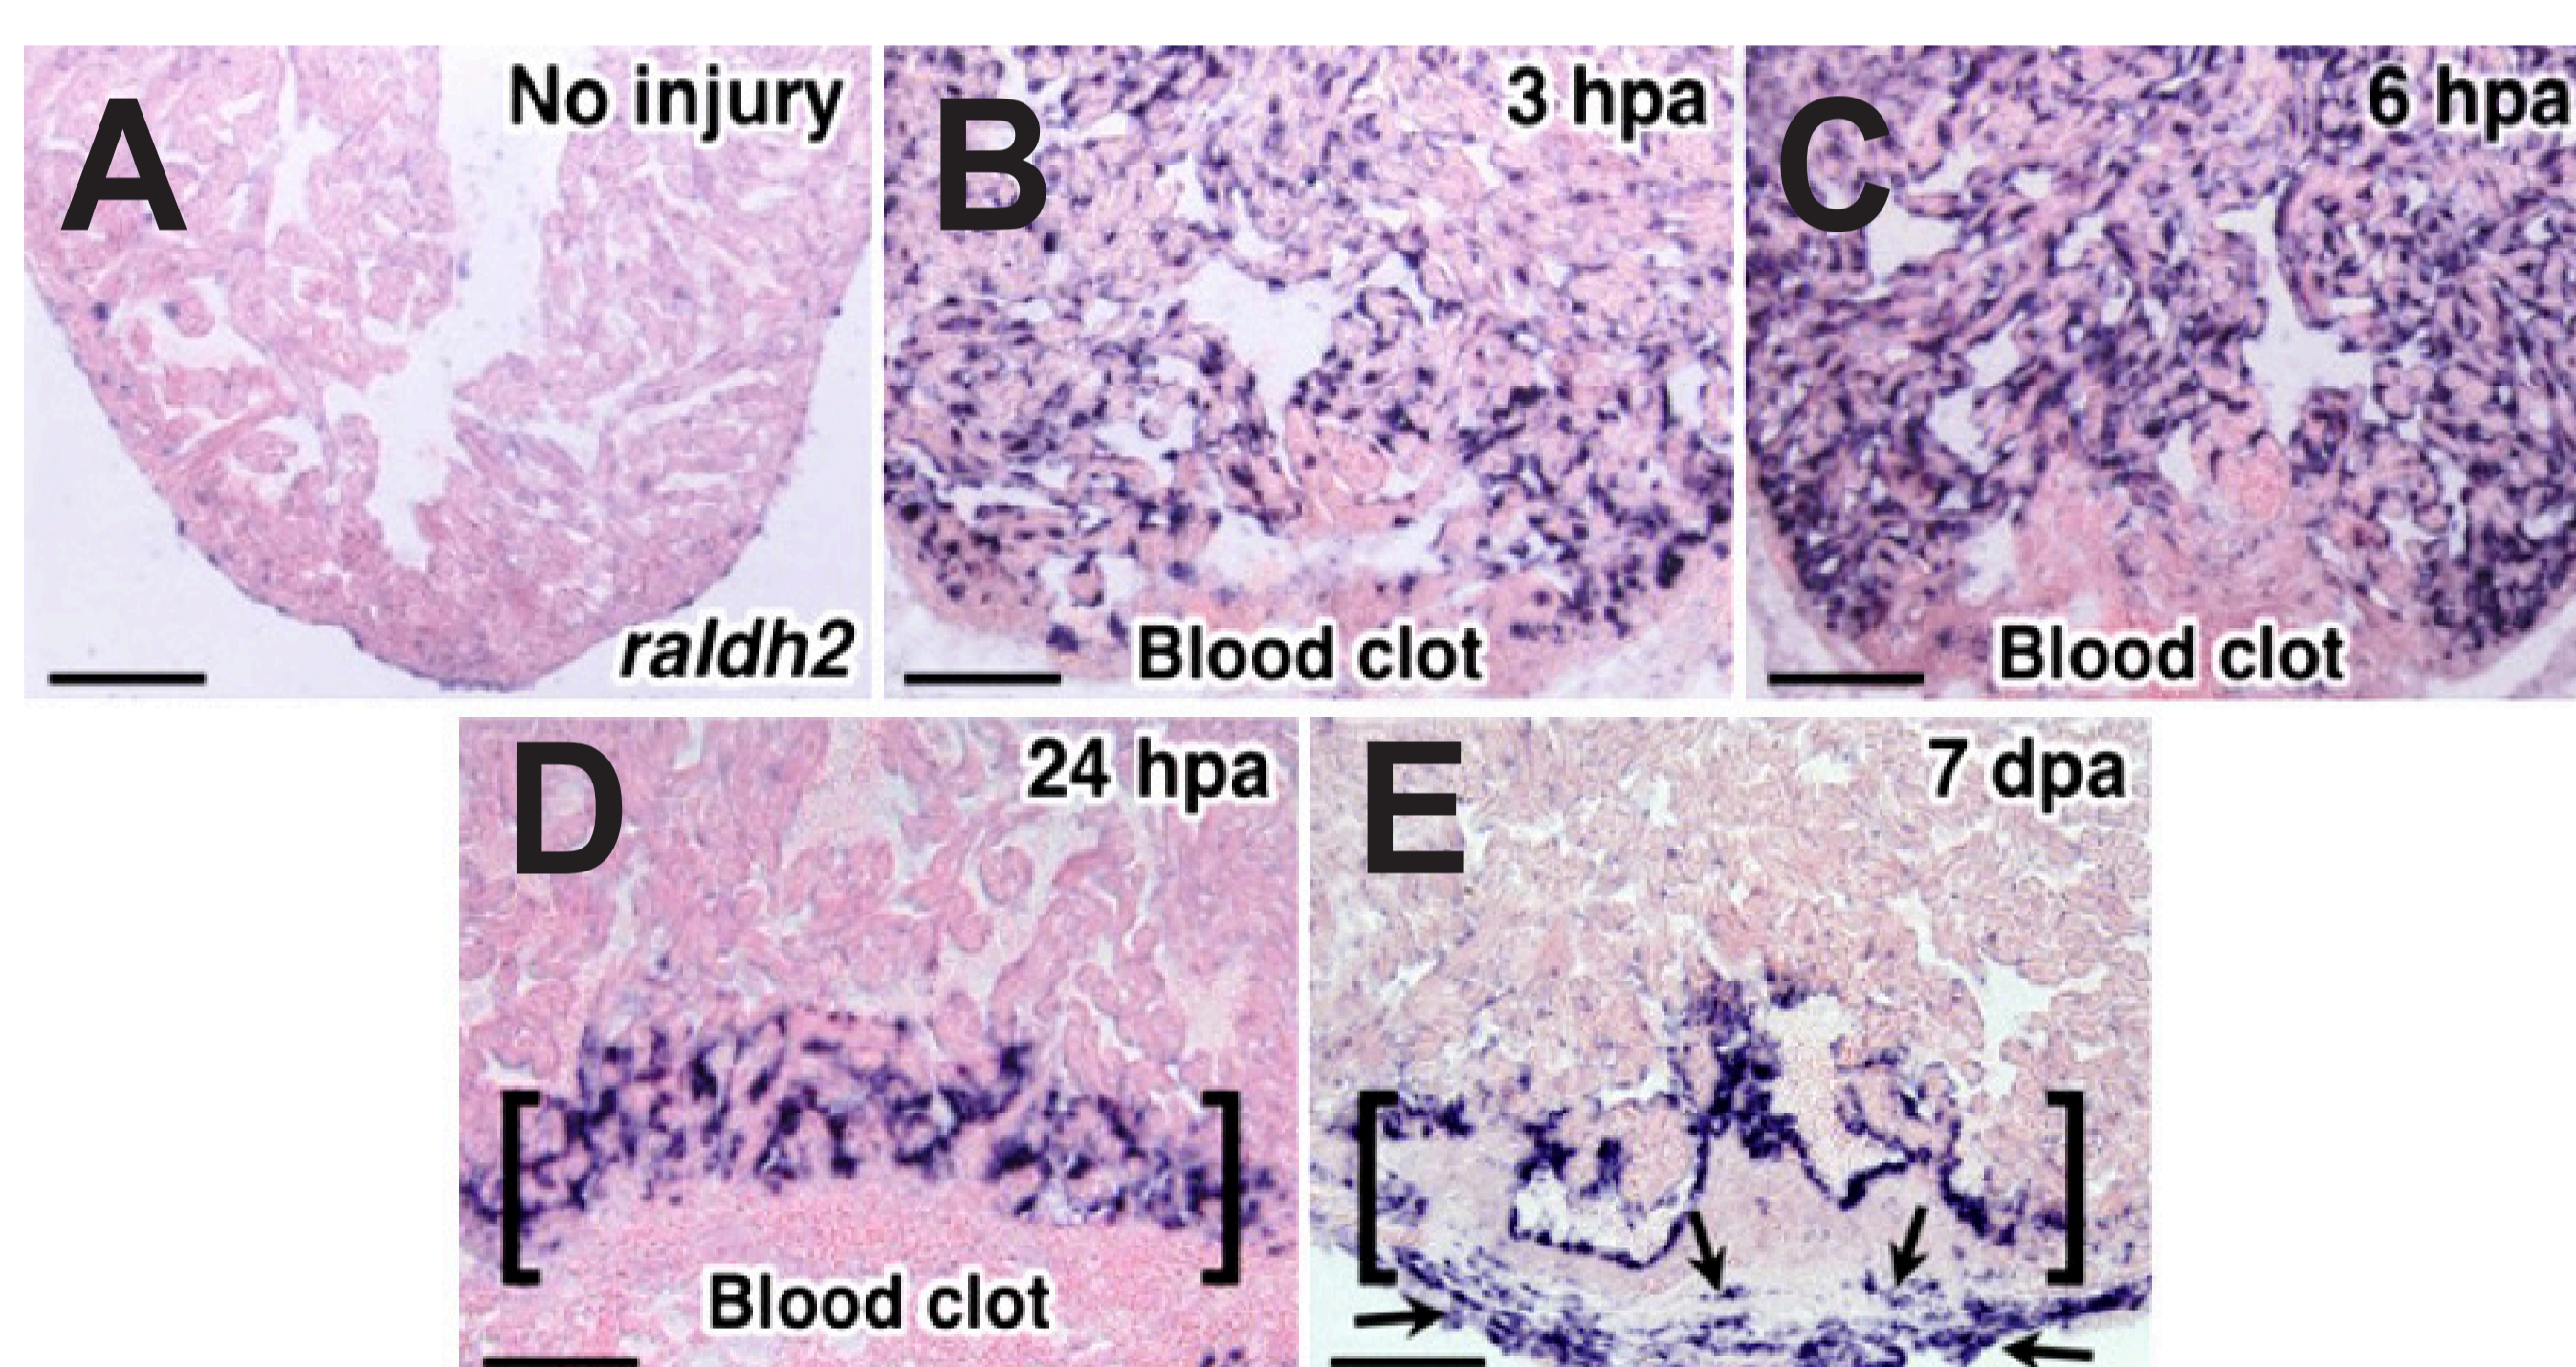 A
No injury
raldh2
B
3 hpa
Blood clot
C
6 hpa
Blood clot
D
24 hpa
Blood clot
E
7 dpa